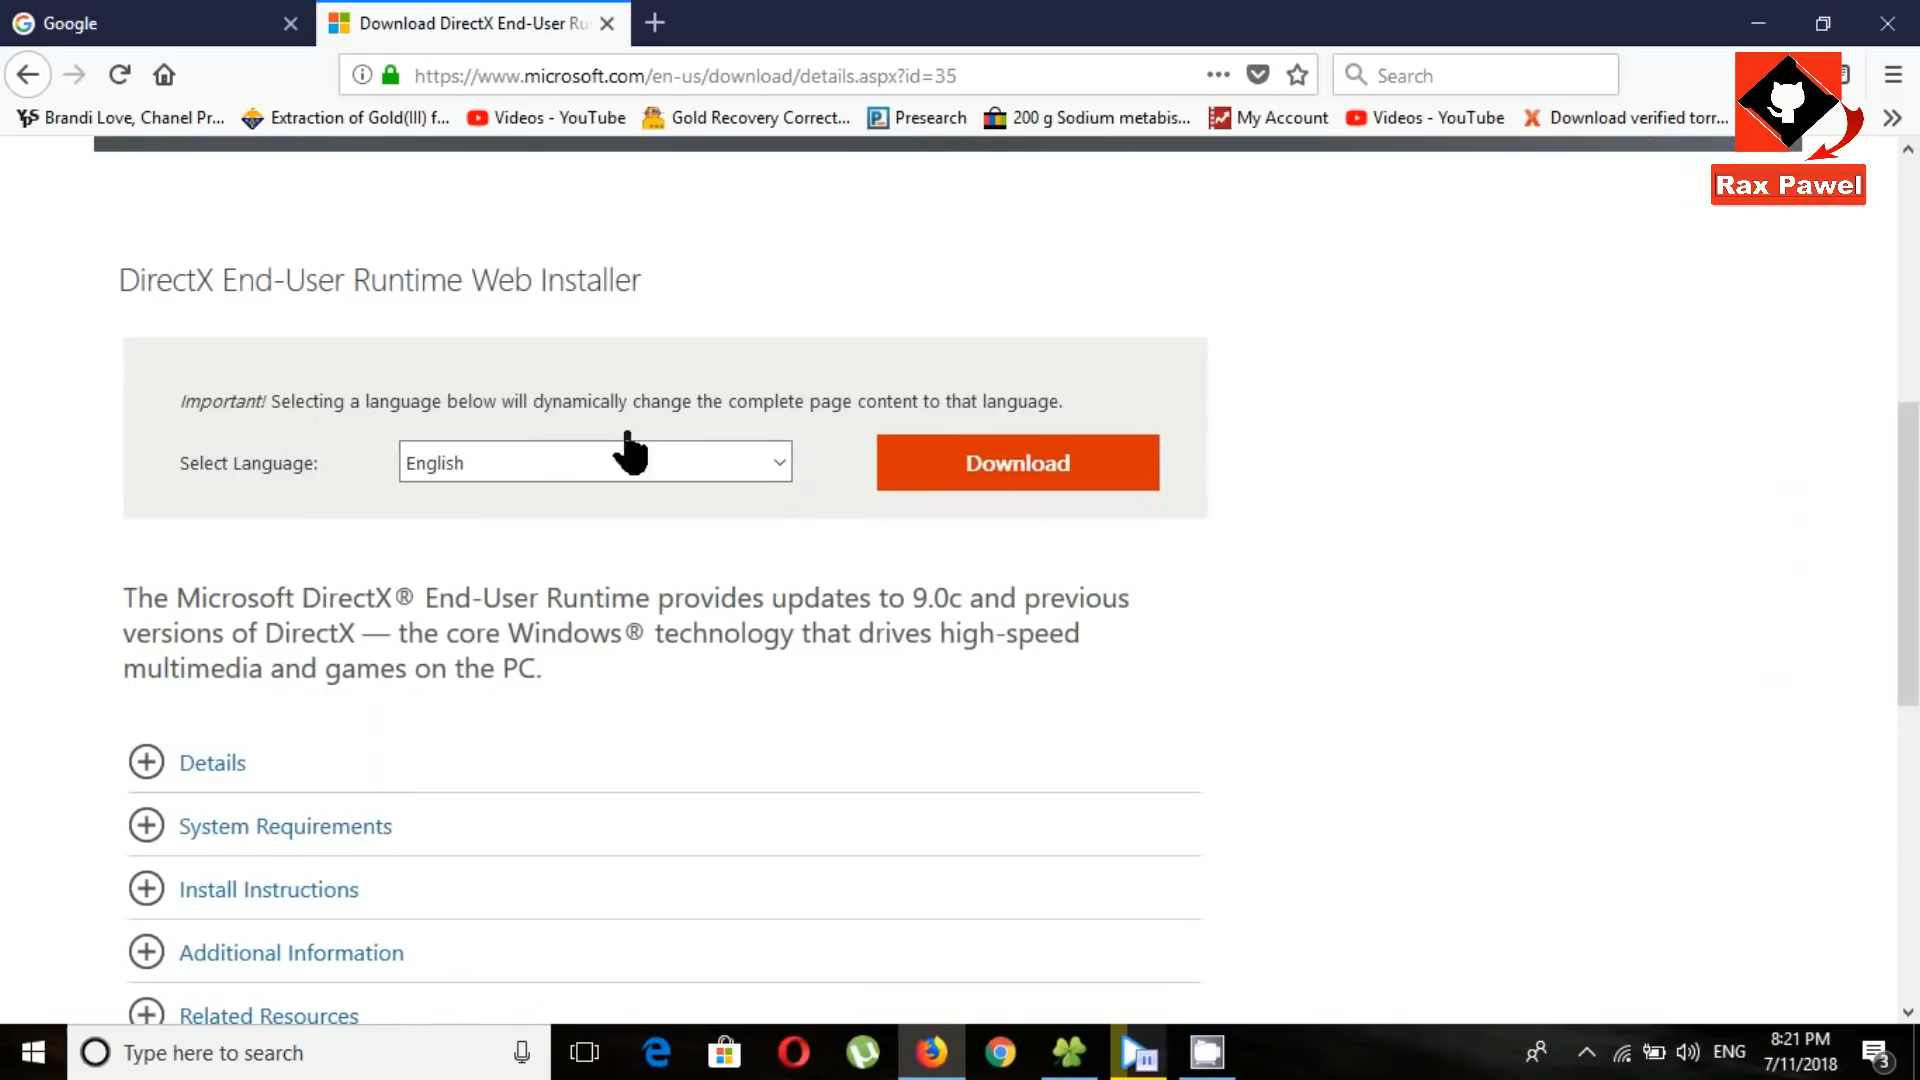 Google
Download DirectX End-User Ru
https://www.microsoft.com/en-us/download/details.aspx?id=35
Search
YPS Brandi Love, Chanel Pr...
Extraction of Gold(III) f...
Videos - YouTube
Gold Recovery Correct...
Presearch
200 g Sodium metabis...
My Account
Videos - YouTube
Download verified torr...
Rax Pawel
DirectX End-User Runtime Web Installer
Important! Selecting a language below will dynamically change the complete page content to that language.
Select Language:
English
Download
The Microsoft DirectX® End-User Runtime provides updates to 9.0c and previous
versions of DirectX — the core Windows® technology that drives high-speed
multimedia and games on the PC.
Details
System Requirements
Install Instructions
Additional Information
Related Resources
Type here to search
ENG
8:21 PM
7/11/2018
3